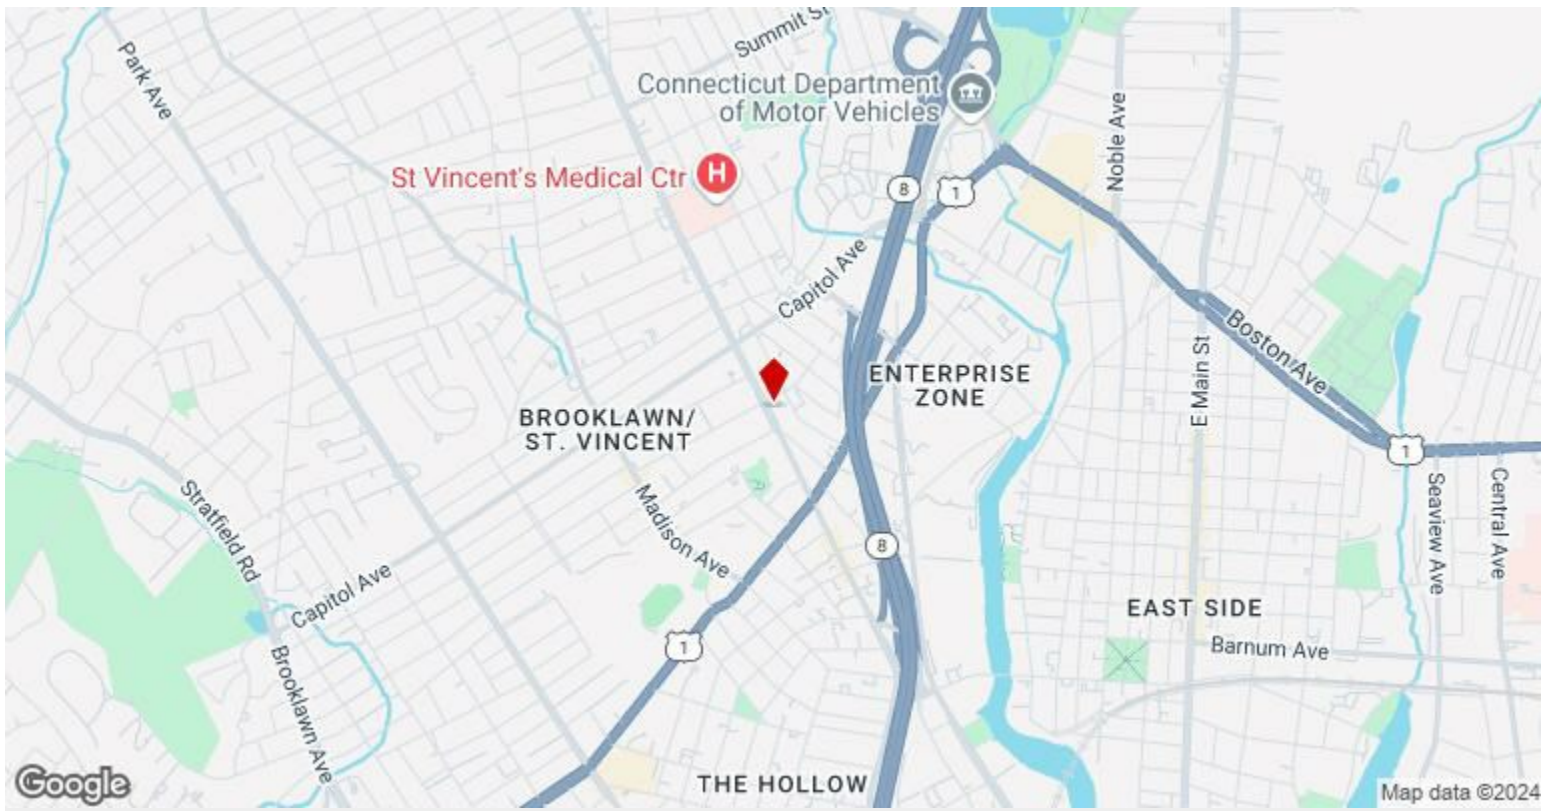 Summit St
Park Ave
Connecticut Department
of Motor Vehicles
Noble Ave
St Vincent's Medical Ctr
H
8
1
Capitol Ave
Boston Ave
E Main St
ENTERPRISE
ZONE
BROOKLAWN/
ST. VINCENT
1
Stratfield Rd
Madison Ave
Seaview Ave
Central Ave
8
Capitol Ave
EAST SIDE
1
Barnum Ave
Brooklawn Ave
THE HOLLOW
Google
Map data ©2024